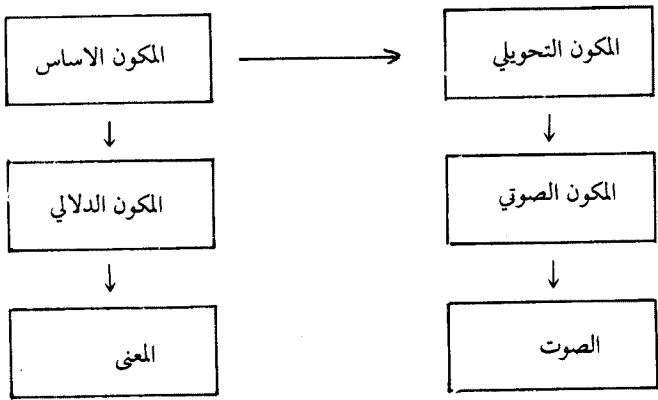 المكون الاساس
المكون التحويلي
المكون الدلالي
المكون الصوتي
المعنى
الصوت